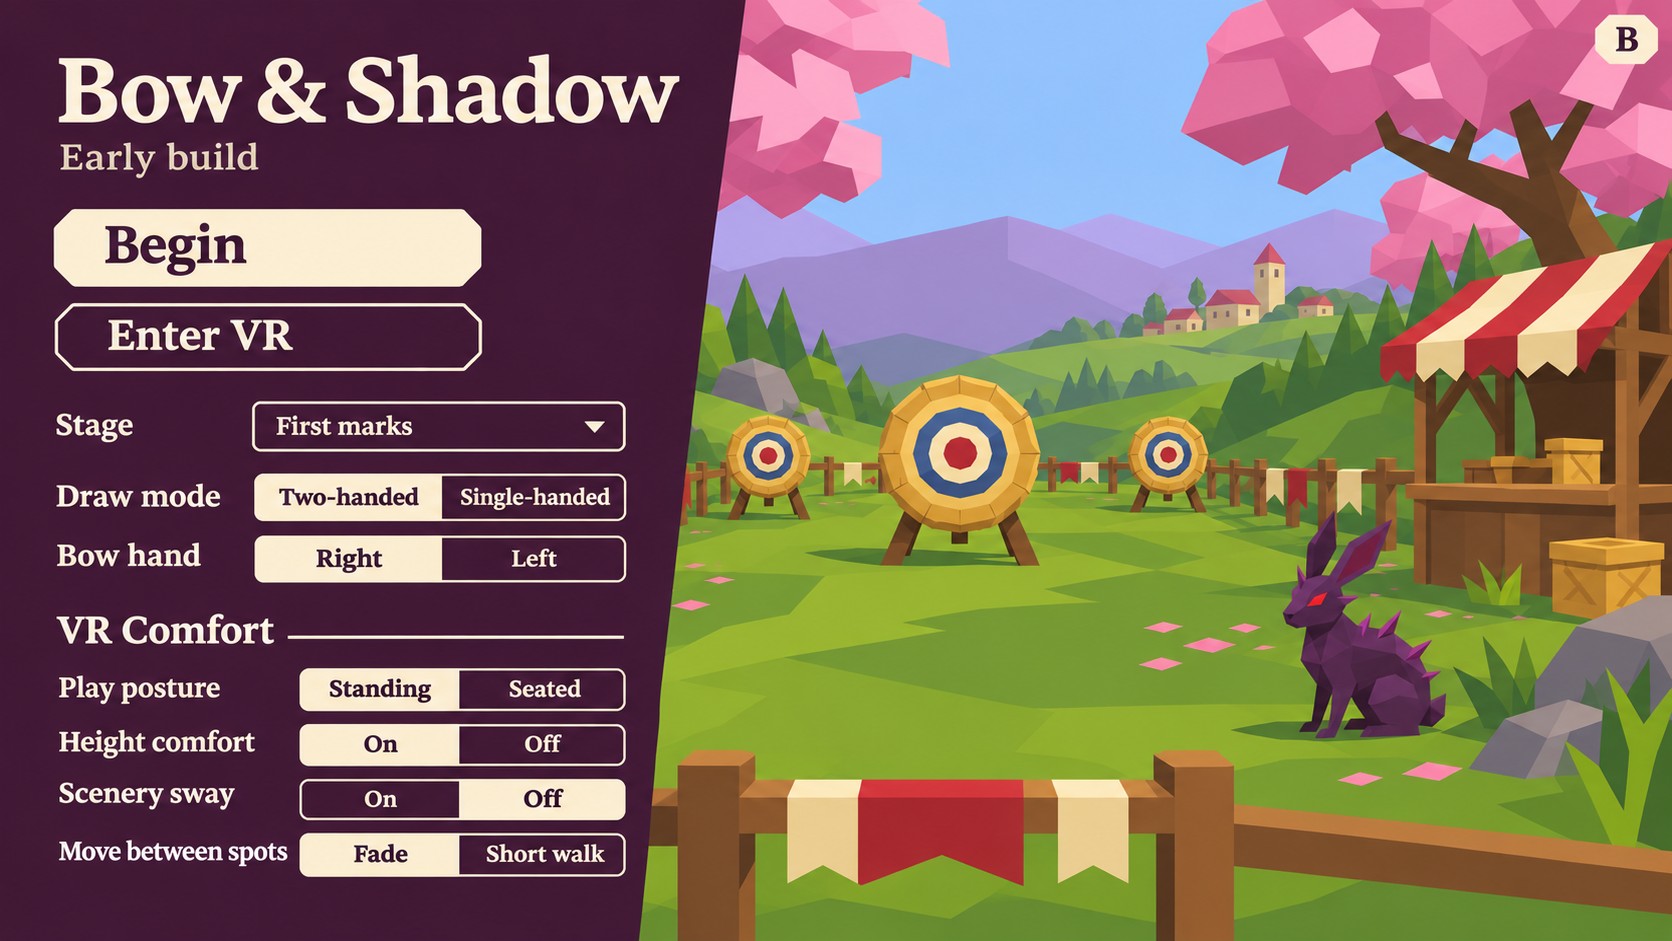 Bow & Shadow
Early build
B
Begin
Enter VR
Stage First marks
Draw mode Two-handed Single-handed
Bow hand Right Left
VR Comfort
Play posture Standing Seated
Height comfort On Off
Scenery sway On Off
Move between spots Fade Short walk